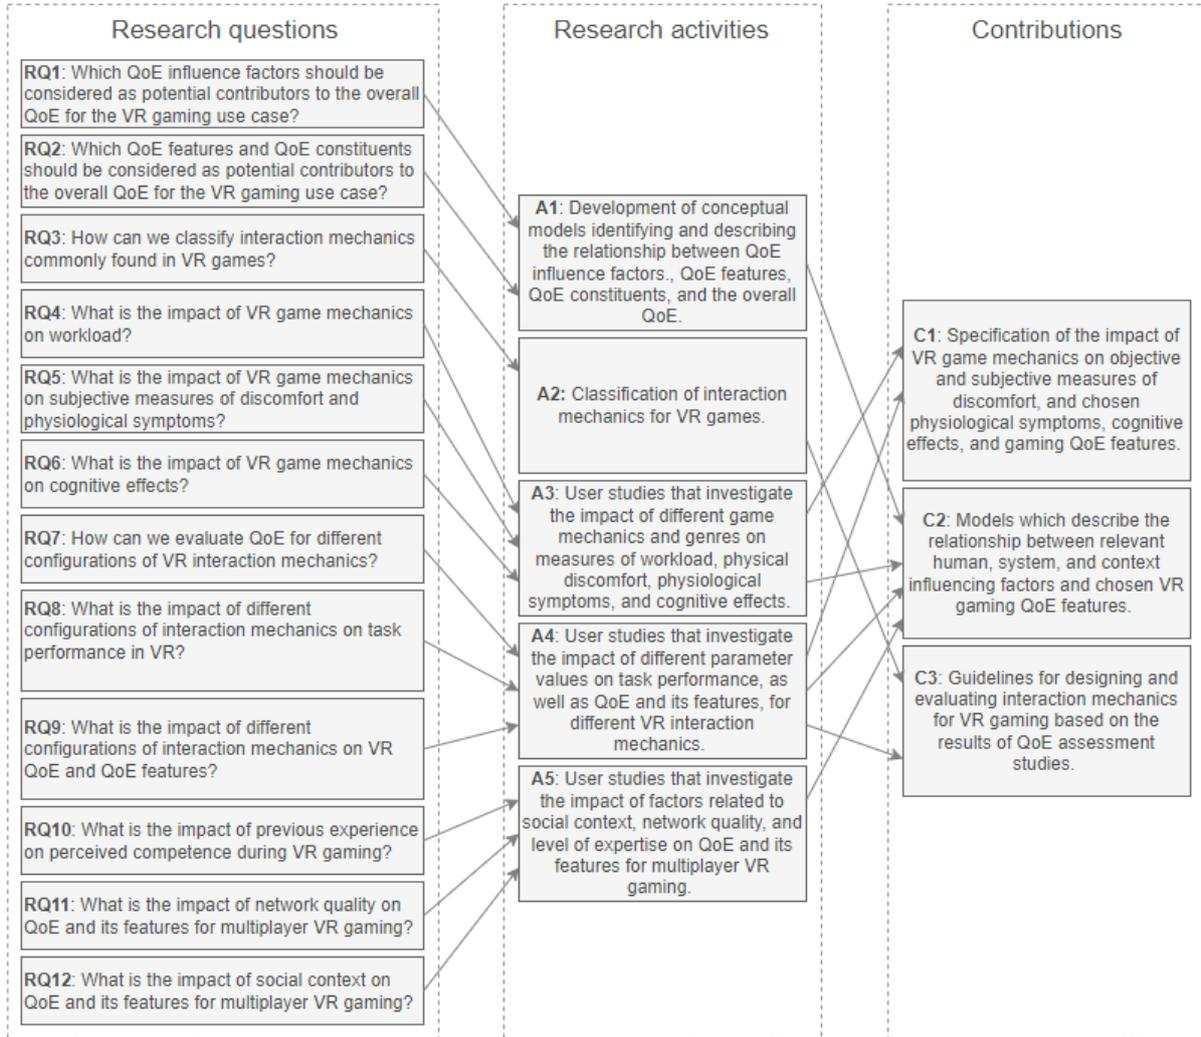 Research questions
RQ1: Which QoE influence factors should be
considered as potential contributors to the overall
QoE for the VR gaming use case?
RQ2: Which QoE features and QoE constituents
should be considered as potential contributors to
the overall QoE for the VR gaming use case?
RQ3: How can we classify interaction mechanics
commonly found in VR games?
RQ4: What is the impact of VR game mechanics
on workload?
RQ5: What is the impact of VR game mechanics
on subjective measures of discomfort and
physiological symptoms?
RQ6: What is the impact of VR game mechanics
on cognitive effects?
RQ7: How can we evaluate QoE for different
configurations of VR interaction mechanics?
RQ8: What is the impact of different
configurations of interaction mechanics on task
performance in VR?
RQ9: What is the impact of different
configurations of interaction mechanics on VR
QoE and QoE features?
RQ10: What is the impact of previous experience
on perceived competence during VR gaming?
RQ11: What is the impact of network quality on
QoE and its features for multiplayer VR gaming?
RQ12: What is the impact of social context on
QoE and its features for multiplayer VR gaming?
Research activities
A1: Development of conceptual
models identifying and describing
the relationship between QoE
influence factors., QoE features,
QoE constituents, and the overall
QoE.
A2: Classification of interaction
mechanics for VR games.
A3: User studies that investigate
the impact of different game
mechanics and genres on
measures of workload, physical
discomfort, physiological
symptoms, and cognitive effects.
A4: User studies that investigate
the impact of different parameter
values on task performance, as
well as QoE and its features, for
different VR interaction
mechanics.
A5: User studies that investigate
the impact of factors related to
social context, network quality, and
level of expertise on QoE and its
features for multiplayer VR
gaming.
Contributions
C1: Specification of the impact of
VR game mechanics on objective
and subjective measures of
discomfort, and chosen
physiological symptoms, cognitive
effects, and gaming QoE features.
C2: Models which describe the
relationship between relevant
human, system, and context
influencing factors and chosen VR
gaming QoE features.
C3: Guidelines for designing and
evaluating interaction mechanics
for VR gaming based on the
results of QoE assessment
studies.